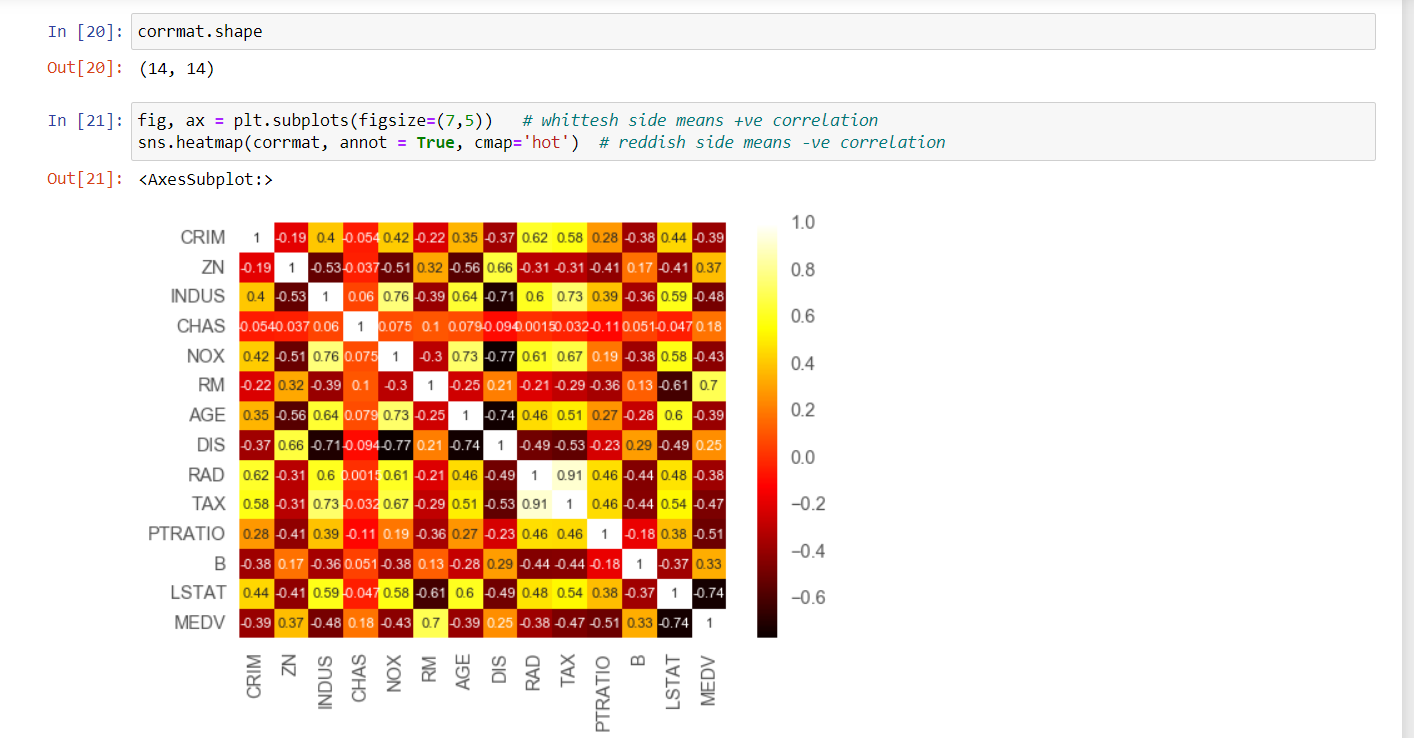 In [20]: corrmat.shape
Out[20]: (14, 14)
In [21]: fig, ax = plt.subplots(figsize=(7,5))   # whittesh side means +ve correlation
sns.heatmap(corrmat, annot = True, cmap='hot')  # reddish side means -ve correlation
Out[21]: <AxesSubplot:>
CRIM 1 -0.19 0.4 -0.054 0.42 -0.22 0.35 -0.37 0.62 0.58 0.28 -0.38 0.44 -0.39
ZN -0.19 1 -0.53 -0.037 -0.51 0.32 -0.56 0.66 -0.31 -0.31 -0.41 0.17 -0.41 0.37
INDUS 0.4 -0.53 1 0.06 0.76 -0.39 0.64 -0.71 0.6 0.73 0.39 -0.36 0.59 -0.48
CHAS -0.054 -0.037 0.06 1 0.075 0.1 0.079 -0.094 0.0015 -0.032 -0.11 0.051 -0.047 0.18
NOX 0.42 -0.51 0.76 0.075 1 -0.3 0.73 -0.77 0.61 0.67 0.19 -0.38 0.58 -0.43
RM -0.22 0.32 -0.39 0.1 -0.3 1 -0.25 0.21 -0.21 -0.29 -0.36 0.13 -0.61 0.7
AGE 0.35 -0.56 0.64 0.079 0.73 -0.25 1 -0.74 0.46 0.51 0.27 -0.28 0.6 -0.39
DIS -0.37 0.66 -0.71 -0.094 -0.77 0.21 -0.74 1 -0.49 -0.53 -0.23 0.29 -0.49 0.25
RAD 0.62 -0.31 0.6 0.0015 0.61 -0.21 0.46 -0.49 1 0.91 0.46 -0.44 0.48 -0.38
TAX 0.58 -0.31 0.73 -0.032 0.67 -0.29 0.51 -0.53 0.91 1 0.46 -0.44 0.54 -0.47
PTRATIO 0.28 -0.41 0.39 -0.11 0.19 -0.36 0.27 -0.23 0.46 0.46 1 -0.18 0.38 -0.51
B -0.38 0.17 -0.36 0.051 -0.38 0.13 -0.28 0.29 -0.44 -0.44 -0.18 1 -0.37 0.33
LSTAT 0.44 -0.41 0.59 -0.047 0.58 -0.61 0.6 -0.49 0.48 0.54 0.38 -0.37 1 -0.74
MEDV -0.39 0.37 -0.48 0.18 -0.43 0.7 -0.39 0.25 -0.38 -0.47 -0.51 0.33 -0.74 1
CRIM ZN INDUS CHAS NOX RM AGE DIS RAD TAX PTRATIO B LSTAT MEDV
1.0
0.8
0.6
0.4
0.2
0.0
−0.2
−0.4
−0.6